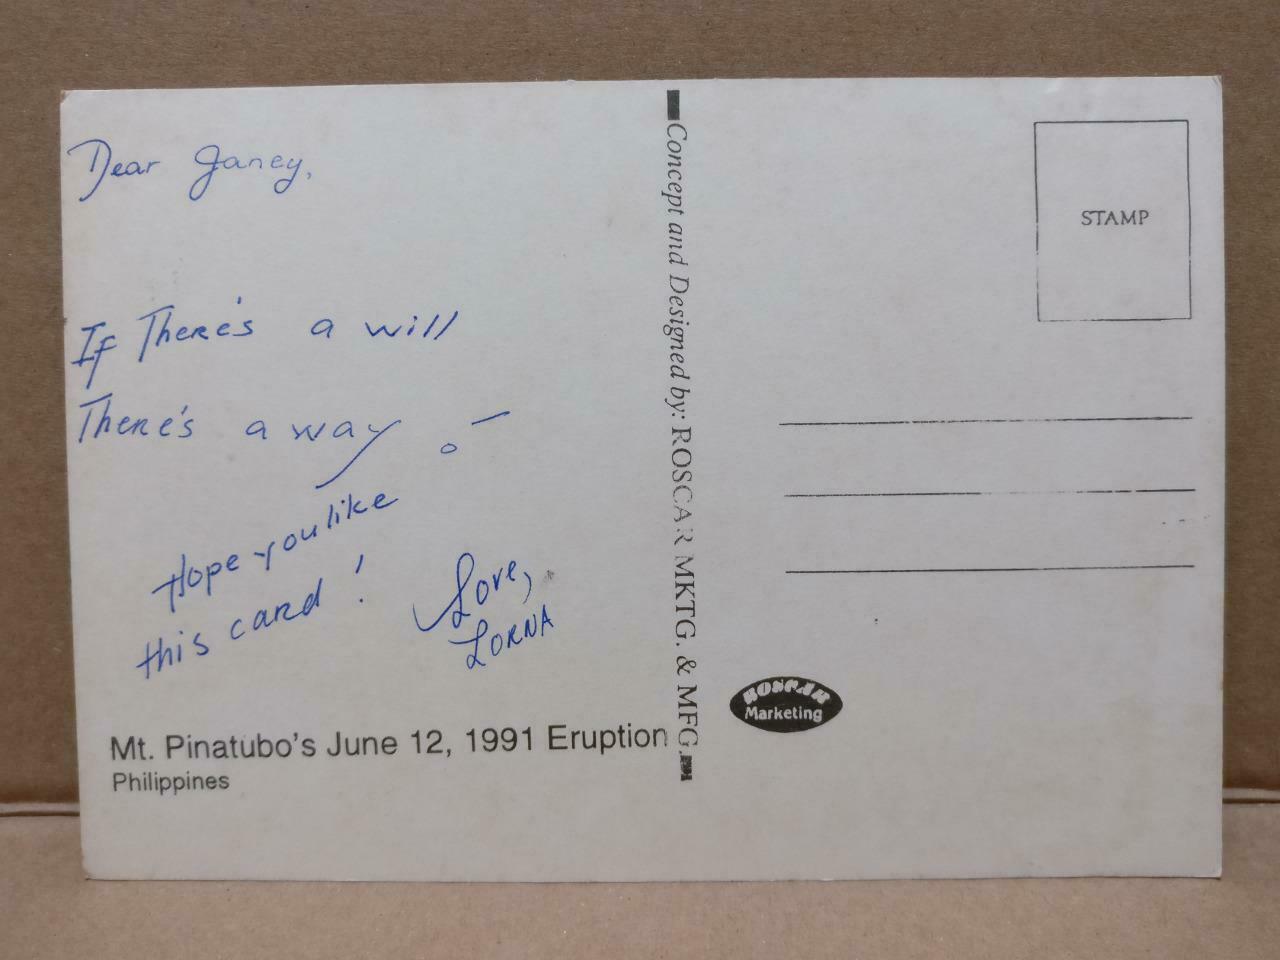 Dear Janey,
If There's a will
There's a way
Hope you like
this card!
Love,
LORNA
Mt. Pinatubo's June 12, 1991 Eruption
Philippines
Concept and Designed by: ROSCAR MKTG. & MFG.
STAMP
ROSCAR
Marketing